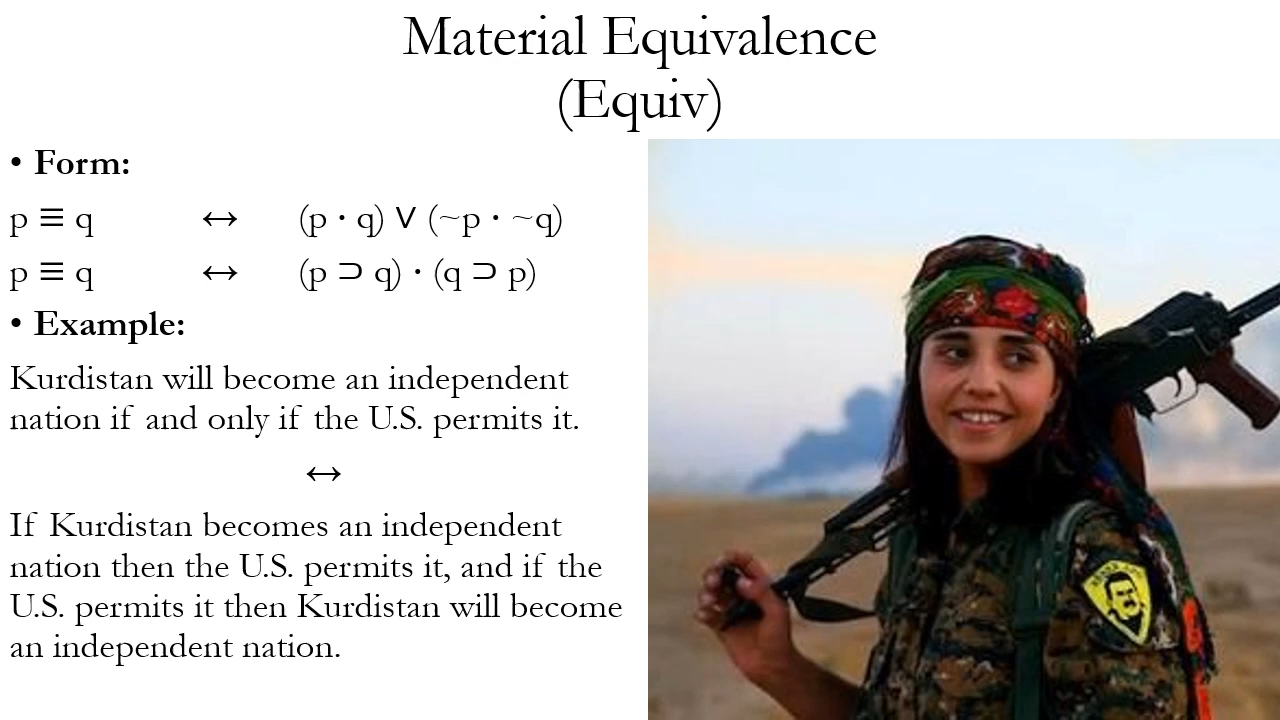 Material Equivalence
(Equiv)
• Form:
p ≡ q ↔ (p · q) ∨ (~p · ~q)
p ≡ q ↔ (p ⊃ q) · (q ⊃ p)
• Example:
Kurdistan will become an independent
nation if and only if the U.S. permits it.
↔
If Kurdistan becomes an independent
nation then the U.S. permits it, and if the
U.S. permits it then Kurdistan will become
an independent nation.